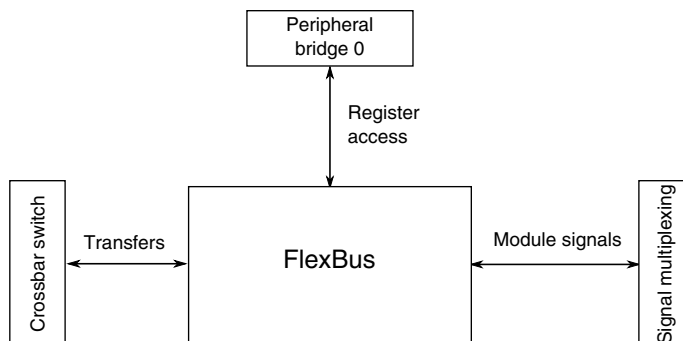 Peripheral
bridge 0
Register
access
Crossbar switch
Transfers
FlexBus
Module signals
Signal multiplexing